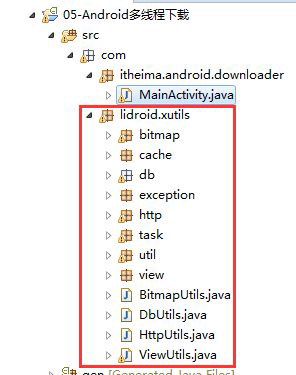 05-Android多线程下载
src
com
itheima.android.downloader
MainActivity.java
lidroid.xutils
bitmap
cache
db
exception
http
task
util
view
BitmapUtils.java
DbUtils.java
HttpUtils.java
ViewUtils.java
gen [Generated Java Files]